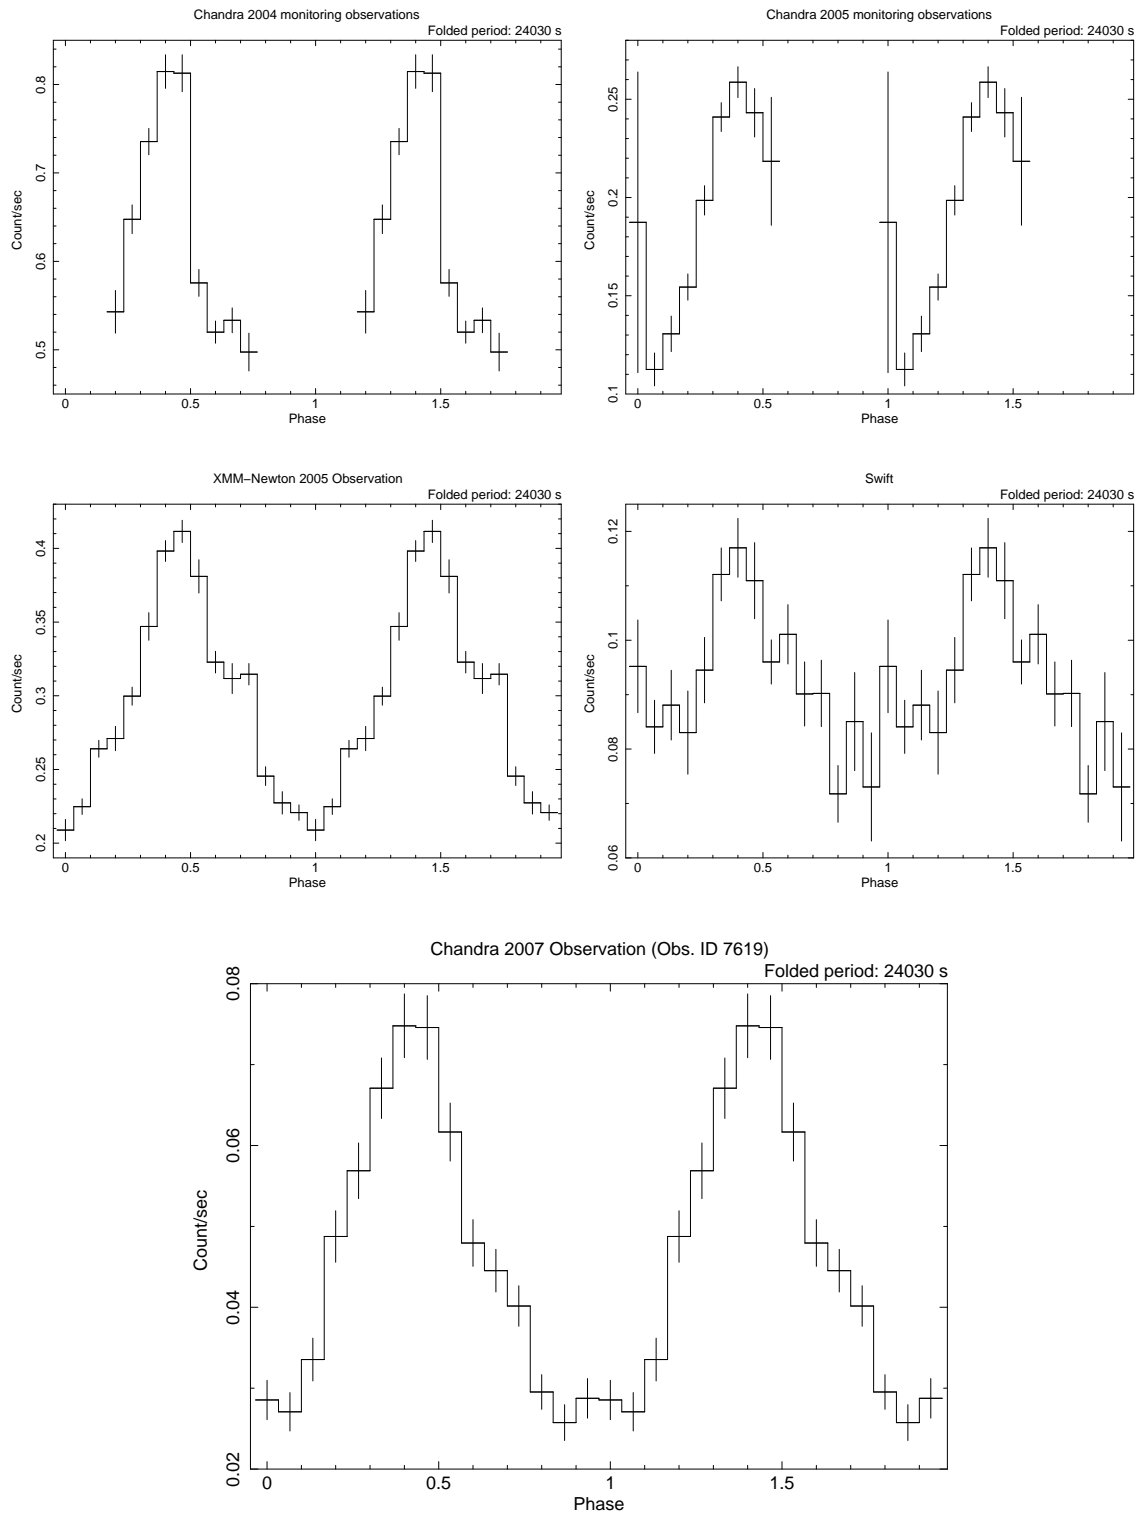 Chandra 2004 monitoring observations
Folded period: 24030 s
Count/sec
0.5 0.6 0.7 0.8
0 0.5 1 1.5
Phase
Chandra 2005 monitoring observations
Folded period: 24030 s
Count/sec
0.1 0.15 0.2 0.25
0 0.5 1 1.5
Phase
XMM−Newton 2005 Observation
Folded period: 24030 s
Count/sec
0.2 0.25 0.3 0.35 0.4
0 0.5 1 1.5
Phase
Swift
Folded period: 24030 s
Count/sec
0.06 0.08 0.1 0.12
0 0.5 1 1.5
Phase
Chandra 2007 Observation (Obs. ID 7619)
Folded period: 24030 s
Count/sec
0.02 0.04 0.06 0.08
0 0.5 1 1.5
Phase